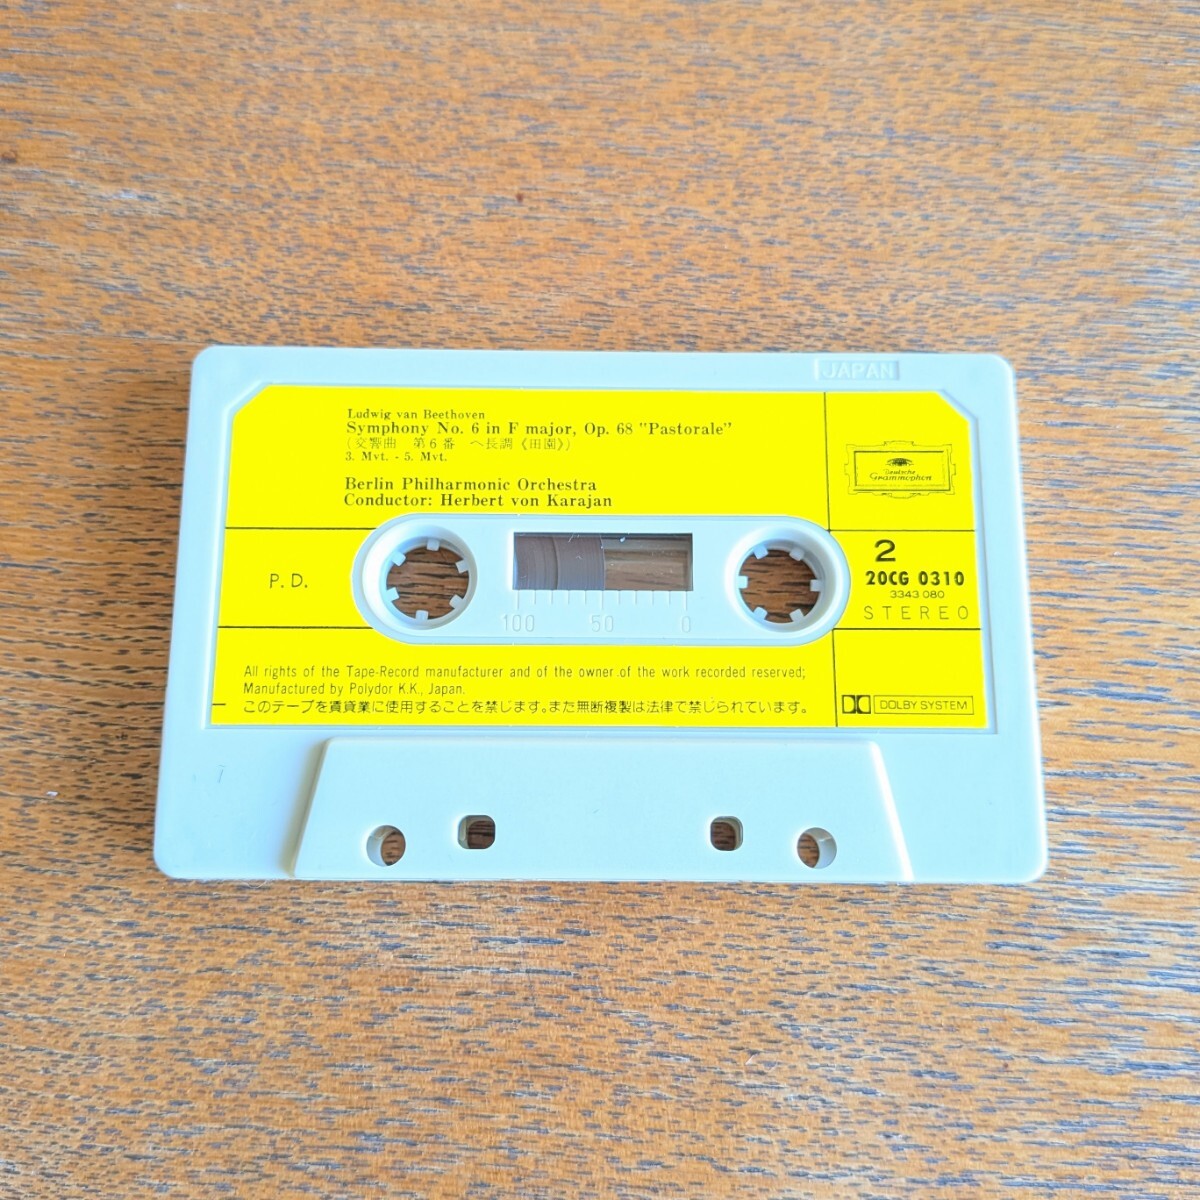 JAPAN
Ludwig van Beethoven
Symphony No. 6 in F major, Op. 68 "Pastorale"
(交響曲 第6番 ヘ長調《田園》)
3. Mvt. - 5. Mvt.
Berlin Philharmonic Orchestra
Conductor: Herbert von Karajan
Deutsche
Grammophon
P. D.
2
20CG 0310
3343 080
STEREO
100 50 0
All rights of the Tape-Record manufacturer and of the owner of the work recorded reserved;
Manufactured by Polydor K.K., Japan.
このテープを賃貸業に使用することを禁じます。また無断複製は法律で禁じられています。
DOLBY SYSTEM